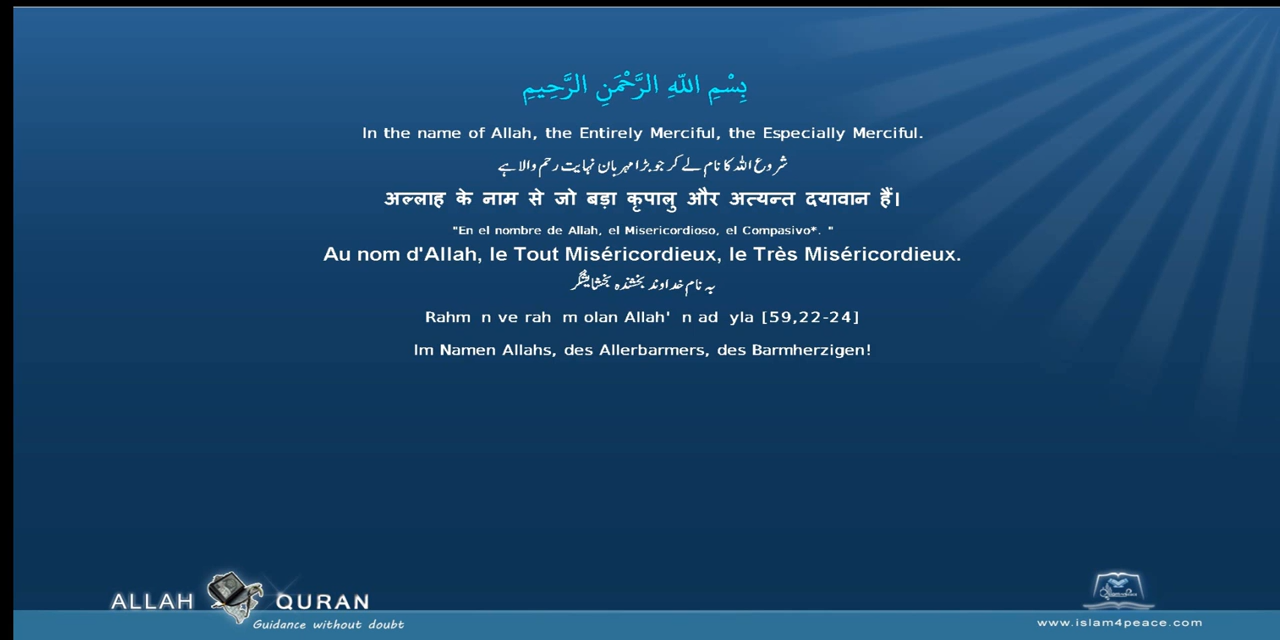 بِسْمِ اللّهِ الرَّحْمَنِ الرَّحِيمِ
In the name of Allah, the Entirely Merciful, the Especially Merciful.
شروع الله کا نام لے کر جو بڑا مہربان نہایت رحم والا ہے
अल्लाह के नाम से जो बड़ा कृपालु और अत्यन्त दयावान हैं।
"En el nombre de Allah, el Misericordioso, el Compasivo*. "
Au nom d'Allah, le Tout Miséricordieux, le Très Miséricordieux.
به نام خداوند بخشنده بخشایشگر
Rahm n ve rah m olan Allah' n ad yla [59,22-24]
Im Namen Allahs, des Allerbarmers, des Barmherzigen!
ALLAH QURAN
Guidance without doubt
www.islam4peace.com